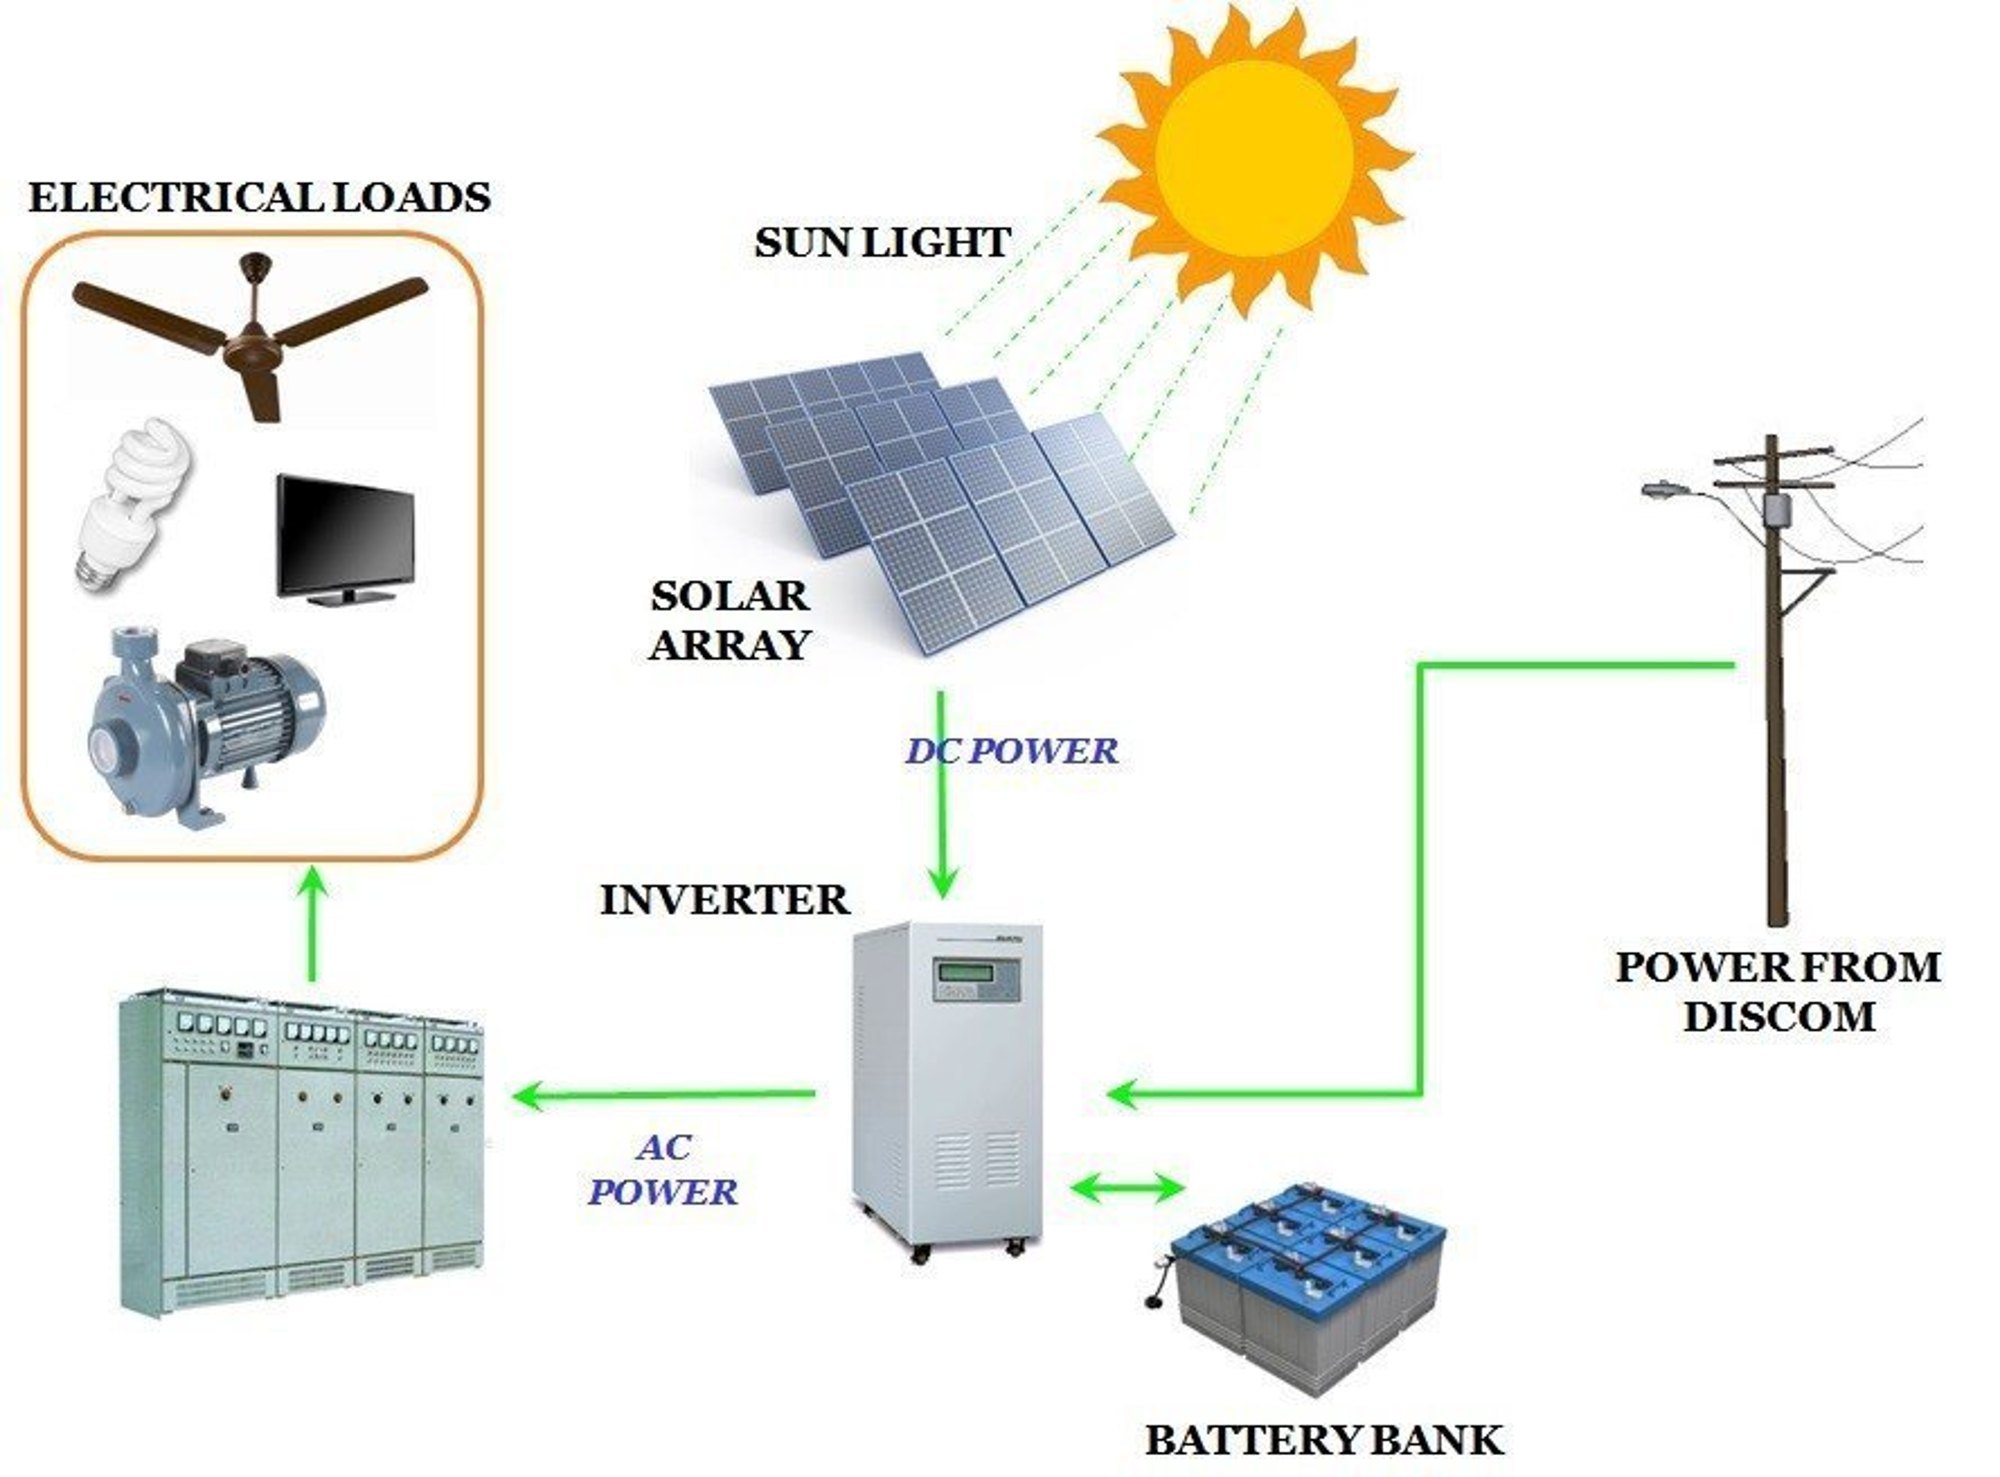 ELECTRICAL LOADS
SUN LIGHT
SOLAR
ARRAY
DC POWER
INVERTER
POWER FROM
DISCOM
AC
POWER
BATTERY BANK